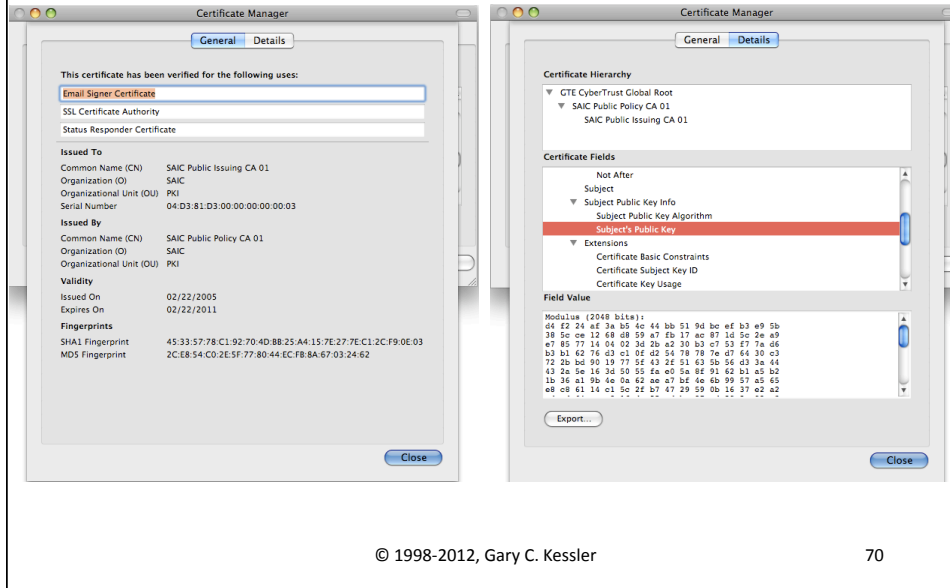 Certificate Manager
General Details
This certificate has been verified for the following uses:
Email Signer Certificate
SSL Certificate Authority
Status Responder Certificate
Issued To
Common Name (CN) SAIC Public Issuing CA 01
Organization (O) SAIC
Organizational Unit (OU) PKI
Serial Number 04:D3:81:D3:00:00:00:00:00:03
Issued By
Common Name (CN) SAIC Public Policy CA 01
Organization (O) SAIC
Organizational Unit (OU) PKI
Validity
Issued On 02/22/2005
Expires On 02/22/2011
Fingerprints
SHA1 Fingerprint 45:33:57:78:C1:92:70:4D:BB:25:A4:15:7E:27:7E:C1:2C:F9:0E:03
MD5 Fingerprint 2C:E8:54:C0:2E:5F:77:80:44:EC:FB:8A:67:03:24:62
Close
Certificate Manager
General Details
Certificate Hierarchy
GTE CyberTrust Global Root
SAIC Public Policy CA 01
SAIC Public Issuing CA 01
Certificate Fields
Not After
Subject
Subject Public Key Info
Subject Public Key Algorithm
Subject's Public Key
Extensions
Certificate Basic Constraints
Certificate Subject Key ID
Certificate Key Usage
Field Value
Modulus (2048 bits):
d4 f2 24 af 3a b5 4c 44 bb 51 9d bc ef b3 e9 5b
38 5c ce 12 68 d8 59 a7 fb 17 ac 87 1d 5c 2e a9
e7 85 77 14 04 02 3d 2b a2 30 b3 c7 53 f7 7a d6
b3 b1 62 76 d3 c1 0f d2 54 78 78 7e d7 64 30 c3
72 2b bd 90 19 77 5f 43 2f 51 63 5b 56 d3 3a 44
43 2a 5e 16 3d 50 55 fa e0 5a 8f 91 62 b1 a5 b2
1b 36 a1 9b 4e 0a 62 ae a7 bf 4e 6b 99 57 a5 65
e8 c8 61 14 c1 5c 2f b7 47 29 59 0b 16 37 e2 a2
Export...
Close
© 1998-2012, Gary C. Kessler 70